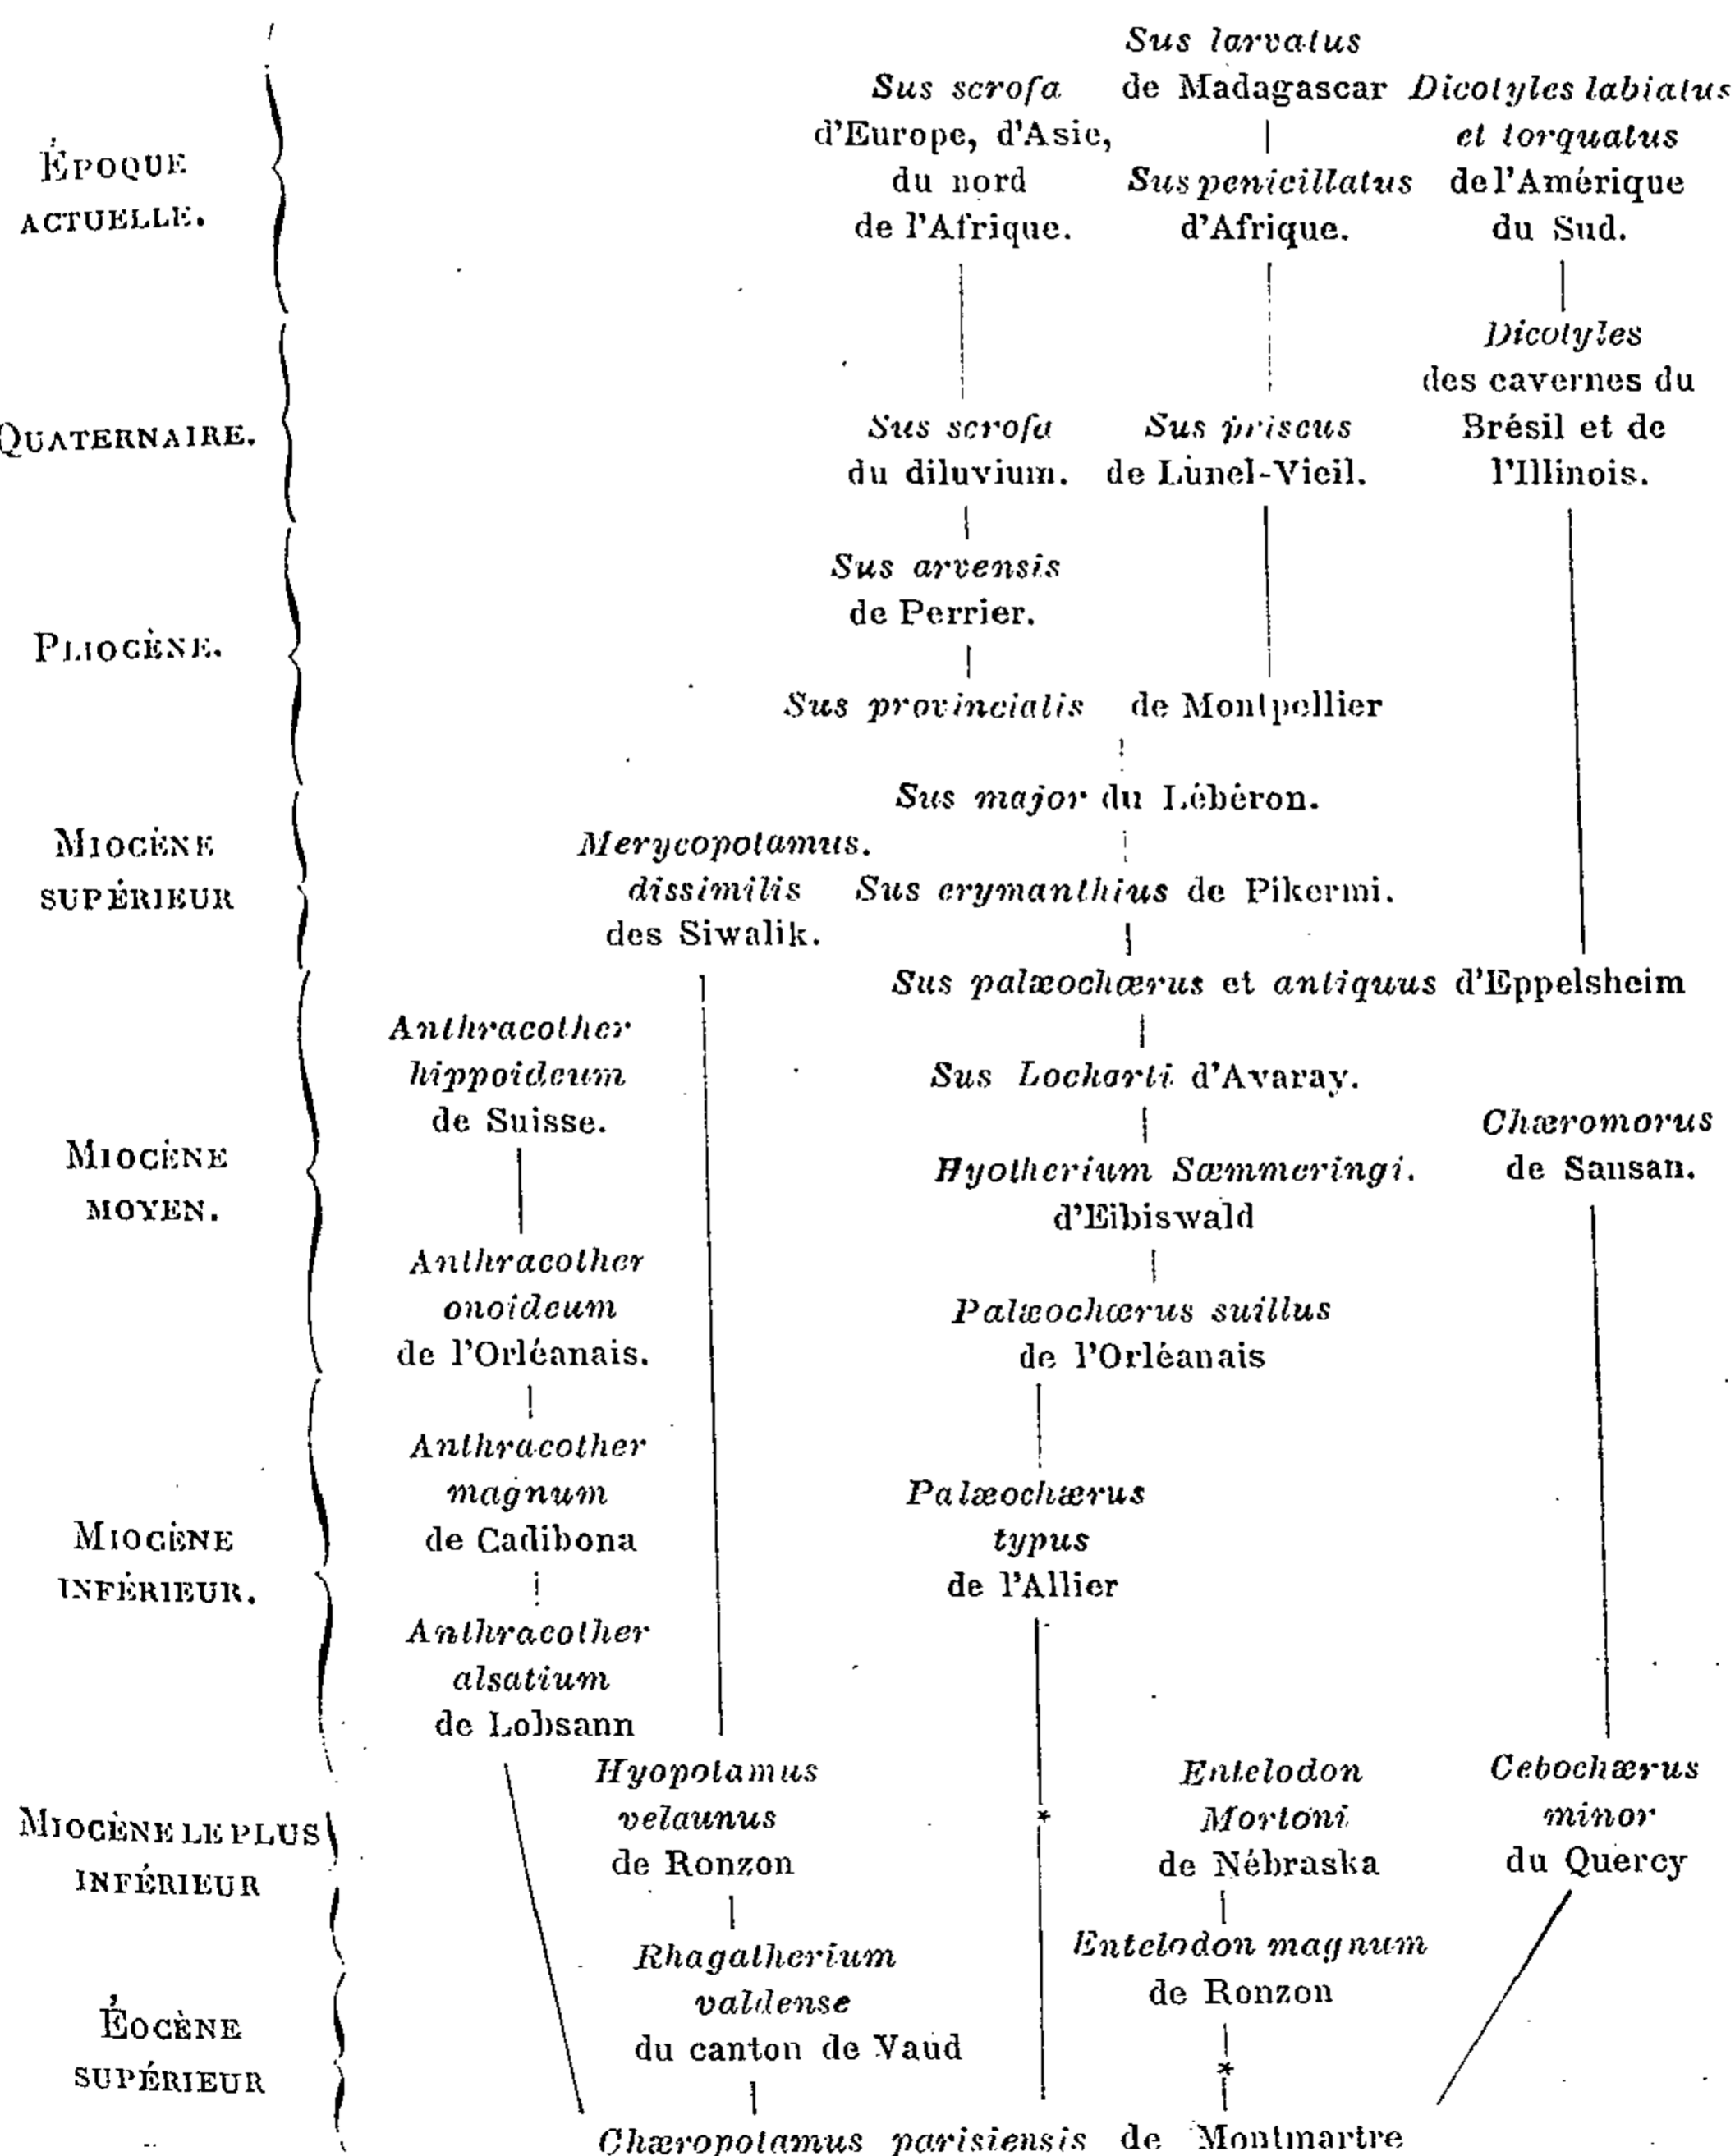 Sus larvatus
de Madagascar
Sus penicillatus
d'Afrique.
Sus scrofa
d'Europe, d'Asie,
du nord
de l'Afrique.
Dicotyles labiatus
et torquatus
de l'Amérique
du Sud.
ÉPOQUE
ACTUELLE.
Dicotyles
des cavernes du
Brésil et de
l'Illinois.
QUATERNAIRE.
Sus scrofa
du diluvium.
Sus priscus
de Lunel-Vieil.
Sus arvensis
de Perrier.
PLIOCÈNE.
Sus provincialis de Montpellier
Sus major du Lébéron.
MIOCÈNE
SUPÉRIEUR
Merycopotamus.
dissimilis
des Siwalik.
Sus erymanthius de Pikermi.
Sus palæochœrus et antiquus d'Eppelsheim
Anthracother
hippoideum
de Suisse.
Sus Locharti d'Avaray.
Chæromorus
de Sansan.
MIOCÈNE
MOYEN.
Hyotherium Sœmmeringi.
d'Eibiswald
Anthracother
onoideum
de l'Orléanais.
Palæochœrus suillus
de l'Orléanais
Anthracother
magnum
de Cadibona
Palæochærus
typus
de l'Allier
MIOCÈNE
INFÉRIEUR.
Anthracother
alsatium
de Lobsann
Hyopotamus
velaunus
de Ronzon
*
Entelodon
Mortoni
de Nébraska
Cebochærus
minor
du Quercy
MIOCÈNE LE PLUS
INFÉRIEUR
Rhagatherium
valdense
du canton de Vaud
Entelodon magnum
de Ronzon
*
ÉOCÈNE
SUPÉRIEUR
Chæropotamus parisiensis de Montmartre